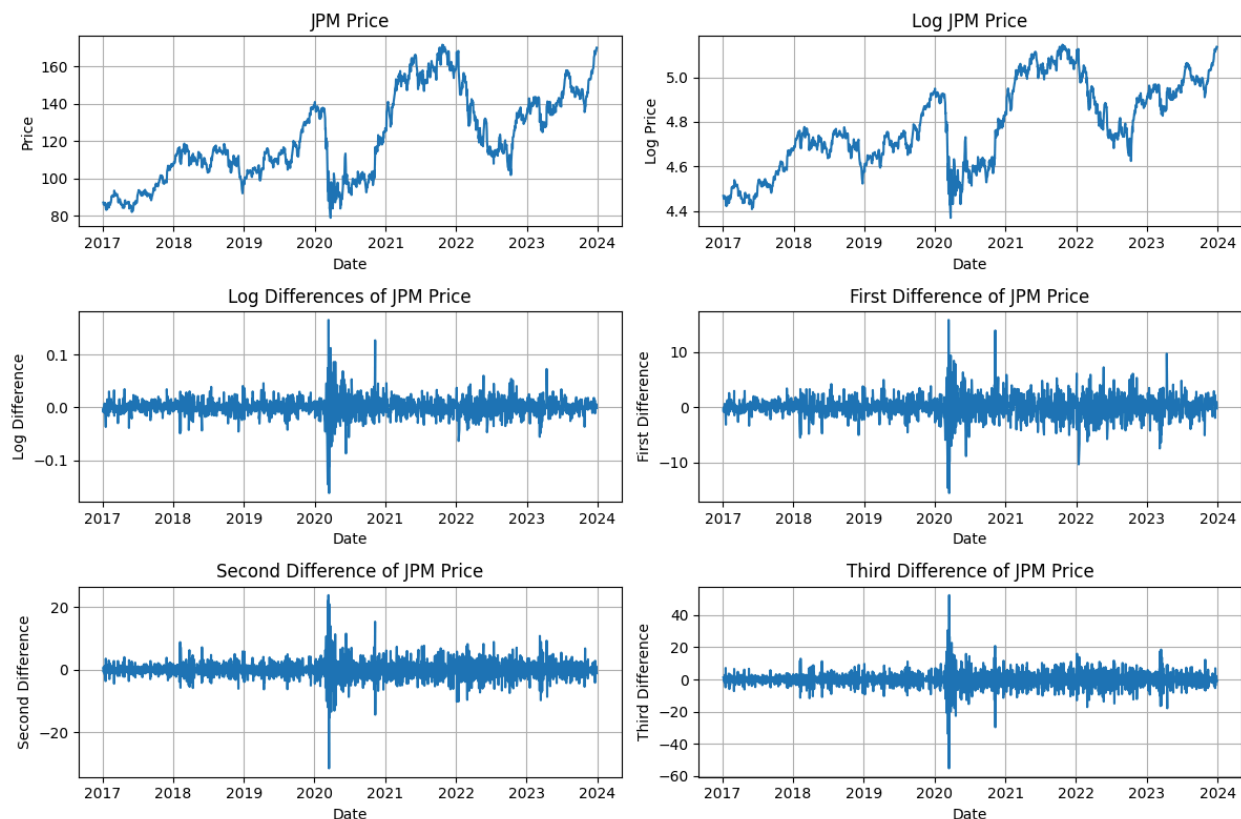 JPM Price
Price
160
140
120
100
80
2017 2018 2019 2020 2021 2022 2023 2024
Date
Log JPM Price
Log Price
5.0
4.8
4.6
4.4
2017 2018 2019 2020 2021 2022 2023 2024
Date
Log Differences of JPM Price
Log Difference
0.1
0.0
−0.1
2017 2018 2019 2020 2021 2022 2023 2024
Date
First Difference of JPM Price
First Difference
10
0
−10
2017 2018 2019 2020 2021 2022 2023 2024
Date
Second Difference of JPM Price
Second Difference
20
0
−20
2017 2018 2019 2020 2021 2022 2023 2024
Date
Third Difference of JPM Price
Third Difference
40
20
0
−20
−40
−60
2017 2018 2019 2020 2021 2022 2023 2024
Date